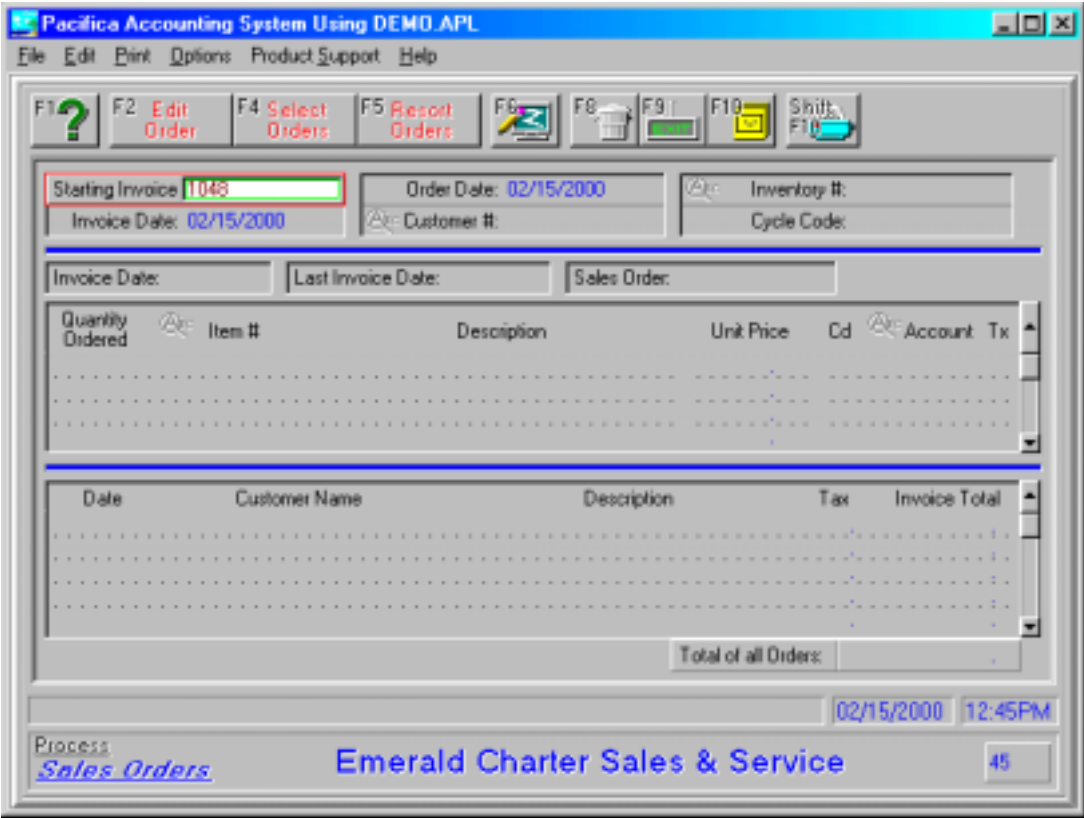 Pacifica Accounting System Using DEMO.APL
File Edit Print Options Product Support Help
F1 F2 Edit Order F4 Select Orders F5 Resort Orders F6 F8 F9 EXIT F10 Shift F10
Starting Invoice 1048 Order Date: 02/15/2000 Inventory #:
Invoice Date: 02/15/2000 Customer #: Cycle Code:
Invoice Date: Last Invoice Date: Sales Order:
Quantity Ordered Item # Description Unit Price Cd Account Tx
Date Customer Name Description Tax Invoice Total
Total of all Orders:
02/15/2000 12:45PM
Process
Sales Orders Emerald Charter Sales & Service 45